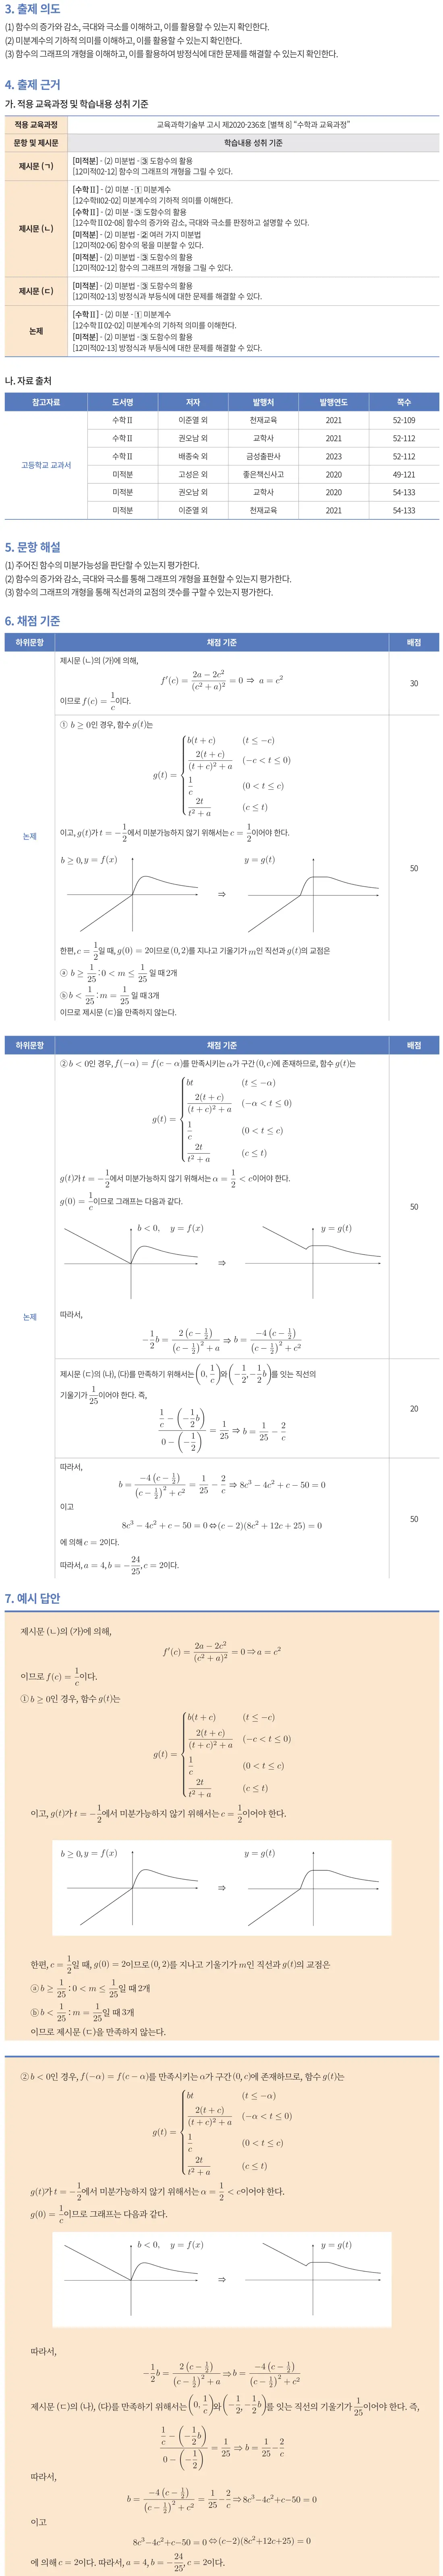 3. 출제 의도
(1) 함수의 증가와 감소, 극대와 극소를 이해하고, 이를 활용할 수 있는지 확인한다.
(2) 미분계수의 기하적 의미를 이해하고, 이를 활용할 수 있는지 확인한다.
(3) 함수의 그래프의 개형을 이해하고, 이를 활용하여 방정식에 대한 문제를 해결할 수 있는지 확인한다.
4. 출제 근거
가. 적용 교육과정 및 학습내용 성취 기준
적용 교육과정 교육과학기술부 고시 제2020-236호 [별책 8] “수학과 교육과정”
문항 및 제시문 학습내용 성취 기준
제시문 (ㄱ) [미적분] - (2) 미분법 - ③ 도함수의 활용
[12미적02-12] 함수의 그래프의 개형을 그릴 수 있다.
제시문 (ㄴ) [수학Ⅱ] - (2) 미분 - ① 미분계수
[12수학Ⅱ02-02] 미분계수의 기하적 의미를 이해한다.
[수학Ⅱ] - (2) 미분 - ③ 도함수의 활용
[12수학Ⅱ02-08] 함수의 증가와 감소, 극대와 극소를 판정하고 설명할 수 있다.
[미적분] - (2) 미분법 - ② 여러 가지 미분법
[12미적02-06] 함수의 몫을 미분할 수 있다.
[미적분] - (2) 미분법 - ③ 도함수의 활용
[12미적02-12] 함수의 그래프의 개형을 그릴 수 있다.
제시문 (ㄷ) [미적분] - (2) 미분법 - ③ 도함수의 활용
[12미적02-13] 방정식과 부등식에 대한 문제를 해결할 수 있다.
논제 [수학Ⅱ] - (2) 미분 - ① 미분계수
[12수학Ⅱ02-02] 미분계수의 기하적 의미를 이해한다.
[미적분] - (2) 미분법 - ③ 도함수의 활용
[12미적02-13] 방정식과 부등식에 대한 문제를 해결할 수 있다.
나. 자료 출처
참고자료 도서명 저자 발행처 발행연도 쪽수
고등학교 교과서
수학Ⅱ 이준열 외 천재교육 2021 52-109
수학Ⅱ 권오남 외 교학사 2021 52-112
수학Ⅱ 배종숙 외 금성출판사 2023 52-112
미적분 고성은 외 좋은책신사고 2020 49-121
미적분 권오남 외 교학사 2020 54-133
미적분 이준열 외 천재교육 2021 54-133
5. 문항 해설
(1) 주어진 함수의 미분가능성을 판단할 수 있는지 평가한다.
(2) 함수의 증가와 감소, 극대와 극소를 통해 그래프의 개형을 표현할 수 있는지 평가한다.
(3) 함수의 그래프의 개형을 통해 직선과의 교점의 갯수를 구할 수 있는지 평가한다.
6. 채점 기준
하위문항 채점 기준 배점
논제
제시문 (ㄴ)의 (가)에 의해,
f′(c) = (2a − 2c²)/(c² + a)² = 0 ⇒ a = c²
이므로 f(c) = 1/c이다.
30
① b ≥ 0인 경우, 함수 g(t)는
g(t) = { b(t + c) (t ≤ −c)
2(t + c)/((t + c)² + a) (−c < t ≤ 0)
1/c (0 < t ≤ c)
2t/(t² + a) (c ≤ t)
이고, g(t)가 t = −1/2에서 미분가능하지 않기 위해서는 c = 1/2이어야 한다.
b ≥ 0, y = f(x) ⇒ y = g(t)
한편, c = 1/2일 때, g(0) = 2이므로 (0, 2)를 지나고 기울기가 m인 직선과 g(t)의 교점은
ⓐ b ≥ 1/25 : 0 < m ≤ 1/25 일 때 2개
ⓑ b < 1/25 : m = 1/25 일 때 3개
이므로 제시문 (ㄷ)을 만족하지 않는다.
50
하위문항 채점 기준 배점
논제
② b < 0인 경우, f(−α) = f(c − α)를 만족시키는 α가 구간 (0, c)에 존재하므로, 함수 g(t)는
g(t) = { bt (t ≤ −α)
2(t + c)/((t + c)² + a) (−α < t ≤ 0)
1/c (0 < t ≤ c)
2t/(t² + a) (c ≤ t)
g(t)가 t = −1/2에서 미분가능하지 않기 위해서는 α = 1/2 < c이어야 한다.
g(0) = 1/c이므로 그래프는 다음과 같다.
b < 0, y = f(x) ⇒ y = g(t)
따라서,
−1/2 b = 2(c − 1/2)/((c − 1/2)² + a) ⇒ b = −4(c − 1/2)/((c − 1/2)² + c²)
50
제시문 (ㄷ)의 (나), (다)를 만족하기 위해서는 (0, 1/c)와 (−1/2, −1/2 b)를 잇는 직선의
기울기가 1/25이어야 한다. 즉,
(1/c − (−1/2 b))/(0 − (−1/2)) = 1/25 ⇒ b = 1/25 − 2/c
20
따라서,
b = −4(c − 1/2)/((c − 1/2)² + c²) = 1/25 − 2/c ⇒ 8c³ − 4c² + c − 50 = 0
이고
8c³ − 4c² + c − 50 = 0 ⇔ (c − 2)(8c² + 12c + 25) = 0
에 의해 c = 2이다.
따라서, a = 4, b = −24/25, c = 2이다.
50
7. 예시 답안
제시문 (ㄴ)의 (가)에 의해,
f′(c) = (2a − 2c²)/(c² + a)² = 0 ⇒ a = c²
이므로 f(c) = 1/c이다.
① b ≥ 0인 경우, 함수 g(t)는
g(t) = { b(t + c) (t ≤ −c)
2(t + c)/((t + c)² + a) (−c < t ≤ 0)
1/c (0 < t ≤ c)
2t/(t² + a) (c ≤ t)
이고, g(t)가 t = −1/2에서 미분가능하지 않기 위해서는 c = 1/2이어야 한다.
b ≥ 0, y = f(x) ⇒ y = g(t)
한편, c = 1/2일 때, g(0) = 2이므로 (0, 2)를 지나고 기울기가 m인 직선과 g(t)의 교점은
ⓐ b ≥ 1/25 : 0 < m ≤ 1/25 일 때 2개
ⓑ b < 1/25 : m = 1/25 일 때 3개
이므로 제시문 (ㄷ)을 만족하지 않는다.
② b < 0인 경우, f(−α) = f(c − α)를 만족시키는 α가 구간 (0, c)에 존재하므로, 함수 g(t)는
g(t) = { bt (t ≤ −α)
2(t + c)/((t + c)² + a) (−α < t ≤ 0)
1/c (0 < t ≤ c)
2t/(t² + a) (c ≤ t)
g(t)가 t = −1/2에서 미분가능하지 않기 위해서는 α = 1/2 < c이어야 한다.
g(0) = 1/c이므로 그래프는 다음과 같다.
b < 0, y = f(x) ⇒ y = g(t)
따라서,
−1/2 b = 2(c − 1/2)/((c − 1/2)² + a) ⇒ b = −4(c − 1/2)/((c − 1/2)² + c²)
제시문 (ㄷ)의 (나), (다)를 만족하기 위해서는 (0, 1/c)와 (−1/2, −1/2 b)를 잇는 직선의 기울기가 1/25이어야 한다. 즉,
(1/c − (−1/2 b))/(0 − (−1/2)) = 1/25 ⇒ b = 1/25 − 2/c
따라서,
b = −4(c − 1/2)/((c − 1/2)² + c²) = 1/25 − 2/c ⇒ 8c³−4c²+c−50 = 0
이고
8c³−4c²+c−50 = 0 ⇔ (c−2)(8c²+12c+25) = 0
에 의해 c = 2이다. 따라서, a = 4, b = −24/25, c = 2이다.